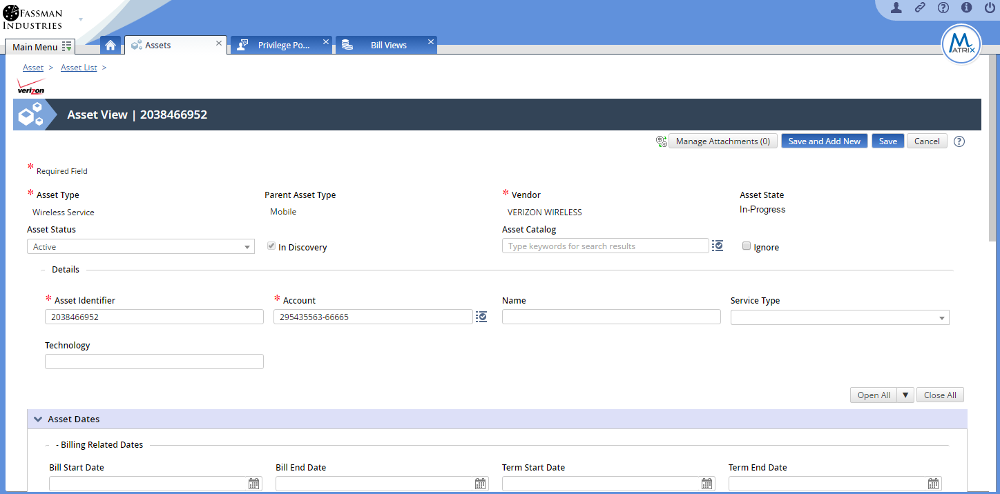 FASSMAN
INDUSTRIES
Main Menu
Assets
Privilege Po...
Bill Views
MATRIX
Asset > Asset List >
verizon
Asset View | 2038466952
Manage Attachments (0) Save and Add New Save Cancel
* Required Field
* Asset Type Parent Asset Type * Vendor Asset State
Wireless Service Mobile VERIZON WIRELESS In-Progress
Asset Status Asset Catalog
Active In Discovery Type keywords for search results Ignore
Details
* Asset Identifier * Account Name Service Type
2038466952 295435563-66665
Technology
Open All Close All
Asset Dates
- Billing Related Dates
Bill Start Date Bill End Date Term Start Date Term End Date